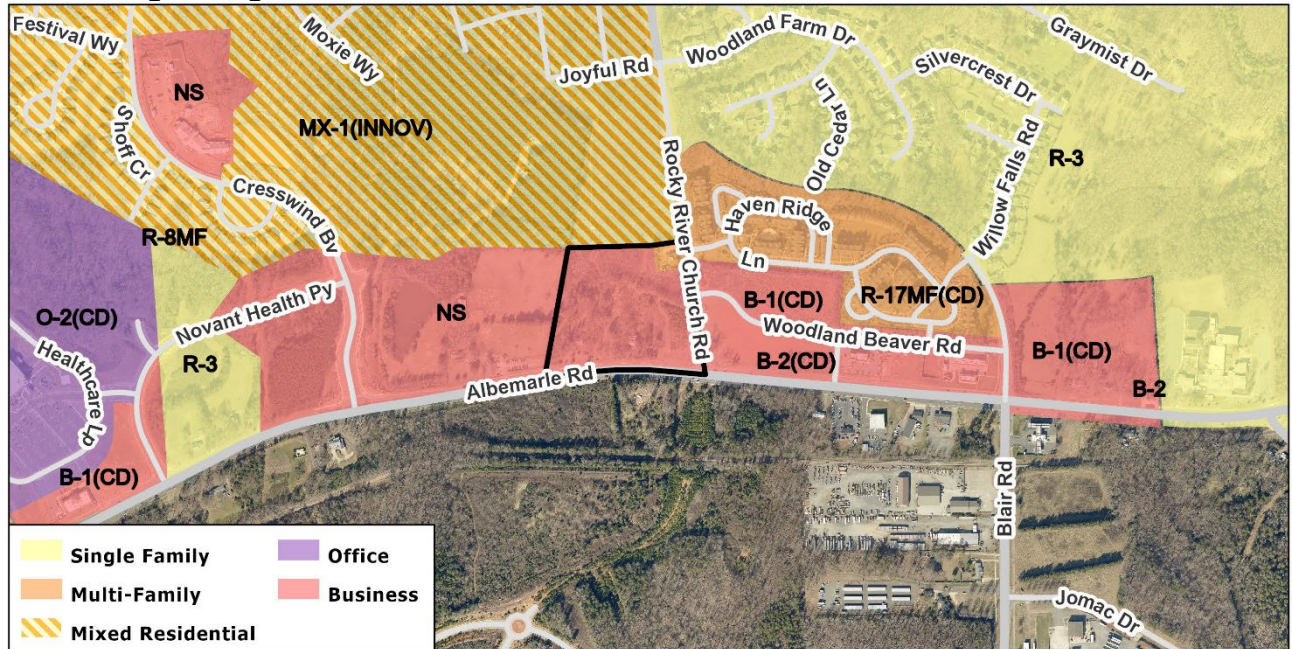 Festival Wy
Moxie Wy
Joyful Rd
Woodland Farm Dr
Graymist Dr
Silvercrest Dr
NS
MX-1(INNOV)
Old Cedar Ln
Shoff Cr
Rocky River Church Rd
Willow Falls Rd
R-3
Cresswind Bv
Haven Ridge
Ln
R-8MF
O-2(CD)
Novant Health Py
NS
B-1(CD)
R-17MF(CD)
Woodland Beaver Rd
R-3
Healthcare Lp
Albemarle Rd
B-2(CD)
B-1(CD)
B-2
B-1(CD)
Blair Rd
Jomac Dr
Single Family
Office
Multi-Family
Business
Mixed Residential